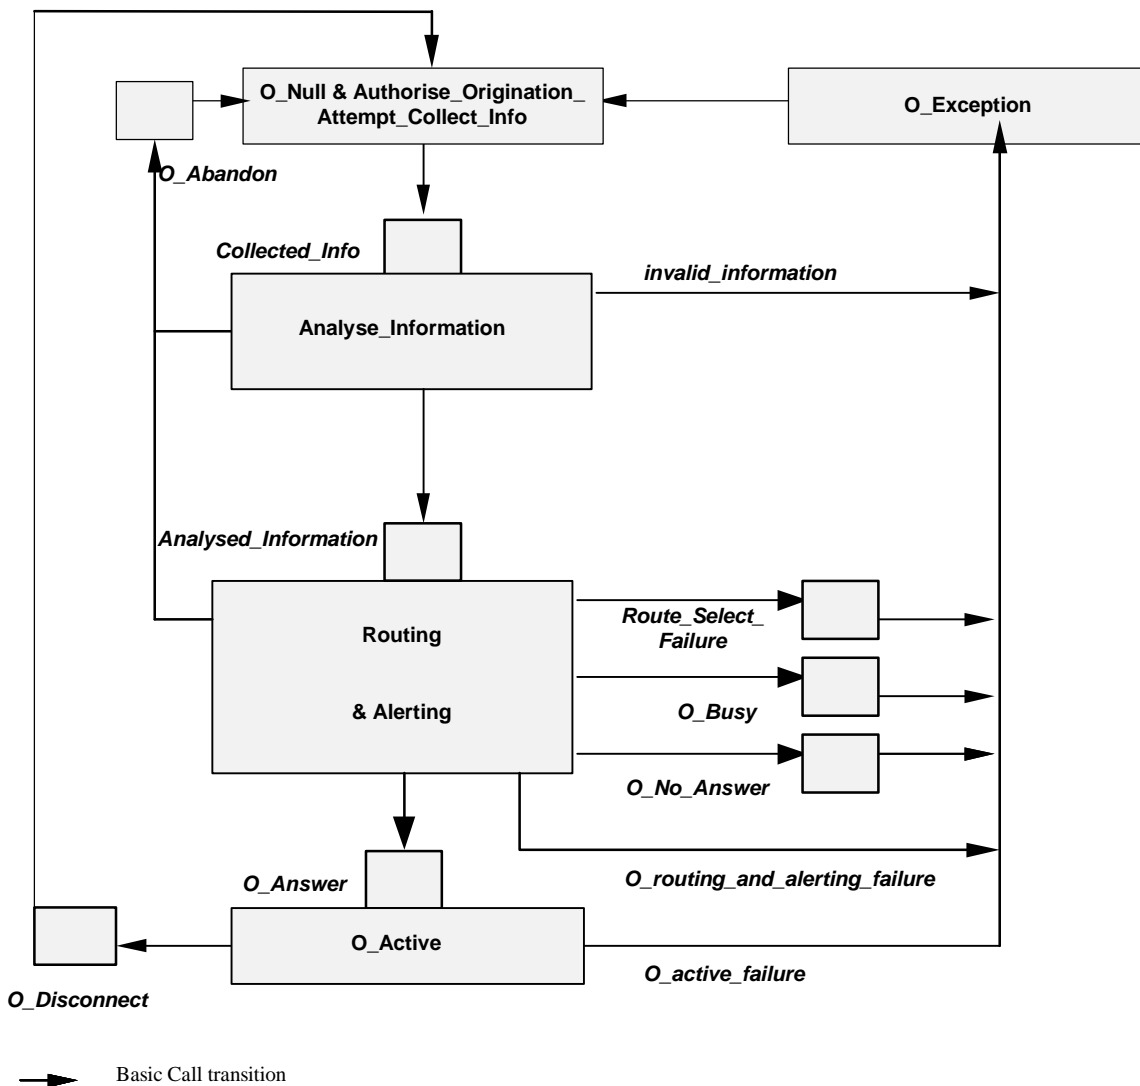 O_Null & Authorise_Origination_
Attempt_Collect_Info
O_Exception
O_Abandon
Collected_Info
invalid_information
Analyse_Information
Analysed_Information
Routing
& Alerting
Route_Select_
Failure
O_Busy
O_No_Answer
O_routing_and_alerting_failure
O_Answer
O_Active
O_active_failure
O_Disconnect
Basic Call transition